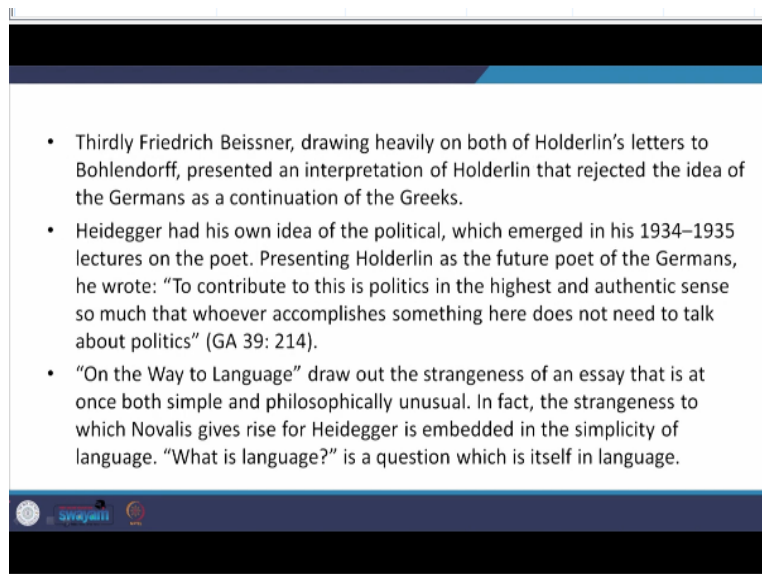 • Thirdly Friedrich Beissner, drawing heavily on both of Holderlin's letters to
Bohlendorff, presented an interpretation of Holderlin that rejected the idea of
the Germans as a continuation of the Greeks.
• Heidegger had his own idea of the political, which emerged in his 1934–1935
lectures on the poet. Presenting Holderlin as the future poet of the Germans,
he wrote: “To contribute to this is politics in the highest and authentic sense
so much that whoever accomplishes something here does not need to talk
about politics” (GA 39: 214).
• “On the Way to Language” draw out the strangeness of an essay that is at
once both simple and philosophically unusual. In fact, the strangeness to
which Novalis gives rise for Heidegger is embedded in the simplicity of
language. “What is language?” is a question which is itself in language.
swayam